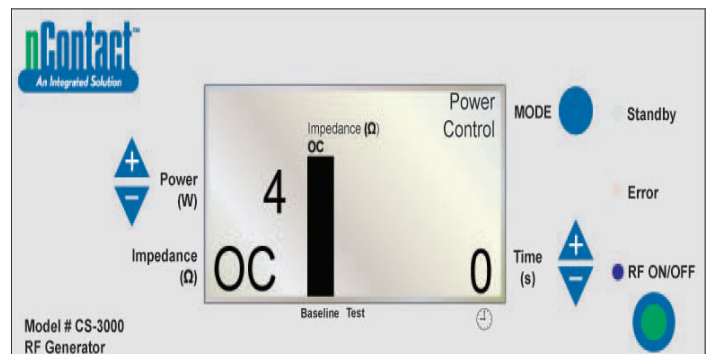 nContact™
An Integrated Solution
+
−
Power
(W)
Impedance
(Ω)
Model # CS-3000
RF Generator
Power
Control
Impedance (Ω)
OC
4
OC
0
Baseline Test
MODE
Time
(s)
+
−
Standby
Error
RF ON/OFF